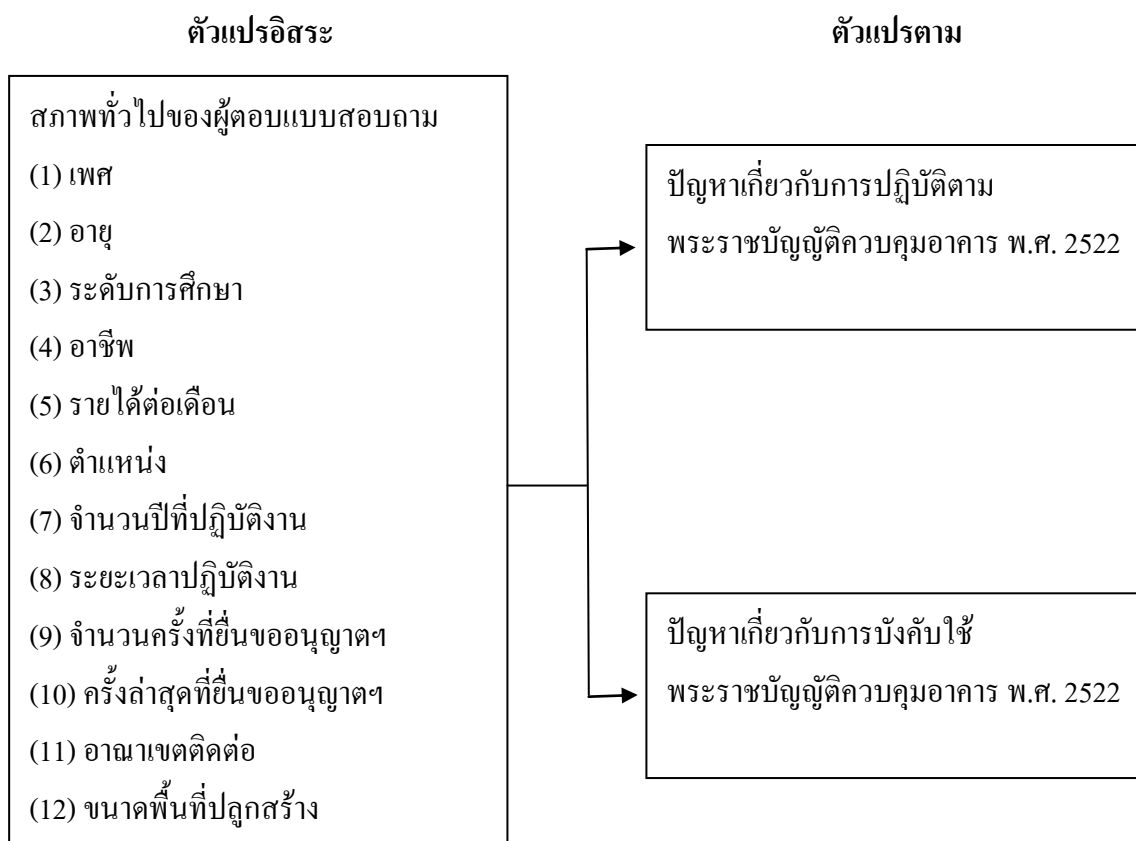 ตัวแปรอิสระ
ตัวแปรตาม
สภาพทั่วไปของผู้ตอบแบบสอบถาม
(1) เพศ
(2) อายุ
(3) ระดับการศึกษา
(4) อาชีพ
(5) รายได้ต่อเดือน
(6) ตำแหน่ง
(7) จำนวนปีที่ปฏิบัติงาน
(8) ระยะเวลาปฏิบัติงาน
(9) จำนวนครั้งที่ยื่นขออนุญาตฯ
(10) ครั้งล่าสุดที่ยื่นขออนุญาตฯ
(11) อาณาเขตติดต่อ
(12) ขนาดพื้นที่ปลูกสร้าง
ปัญหาเกี่ยวกับการปฏิบัติตาม
พระราชบัญญัติควบคุมอาคาร พ.ศ. 2522
ปัญหาเกี่ยวกับการบังคับใช้
พระราชบัญญัติควบคุมอาคาร พ.ศ. 2522